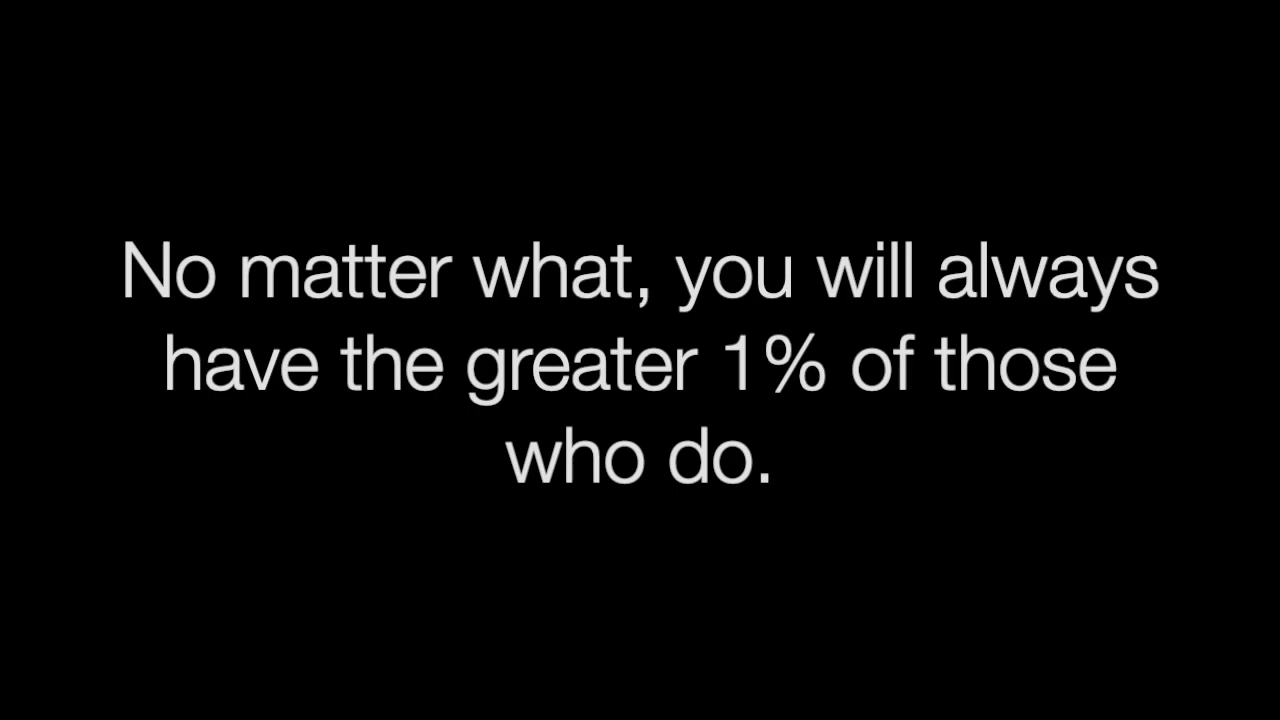 No matter what, you will always
have the greater 1% of those
who do.